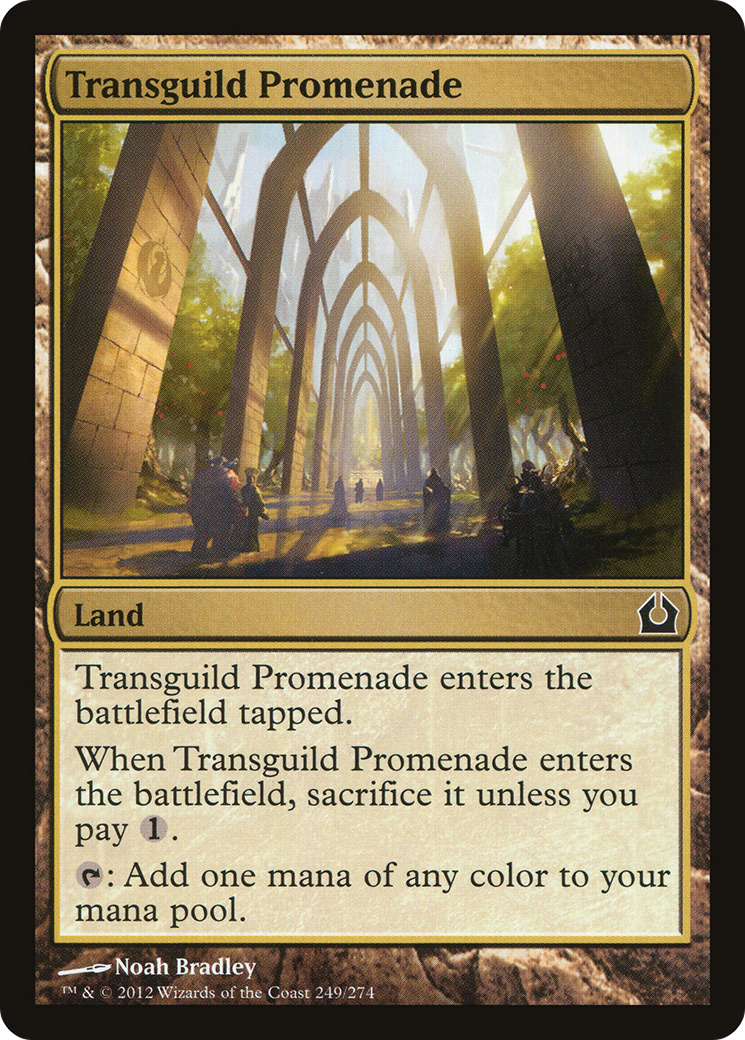 Transguild Promenade
Land
Transguild Promenade enters the
battlefield tapped.
When Transguild Promenade enters
the battlefield, sacrifice it unless you
pay 1.
: Add one mana of any color to your
mana pool.
Noah Bradley
™ & © 2012 Wizards of the Coast 249/274